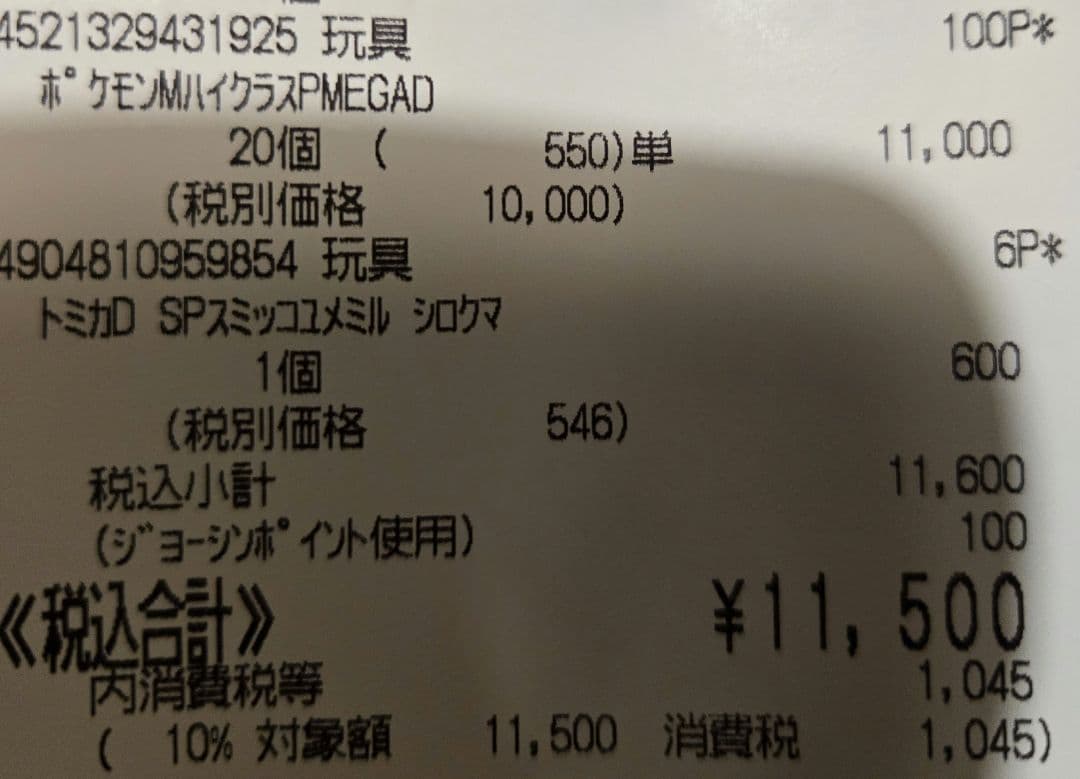 4521329431925 玩具 100P*
ﾎﾟｹﾓﾝMﾊｲｸﾗｽPMEGAD
20個 ( 550)単 11,000
(税別価格 10,000)
4904810959854 玩具 6P*
ﾄﾐｶD SPｽﾐｯｺﾕﾒﾐﾙ ｼﾛｸﾏ
1個 600
(税別価格 546)
税込小計 11,600
(ｼﾞｮｰｼﾝﾎﾟｲﾝﾄ使用) 100
《税込合計》 ¥11,500
内消費税等 1,045
( 10% 対象額 11,500 消費税 1,045)